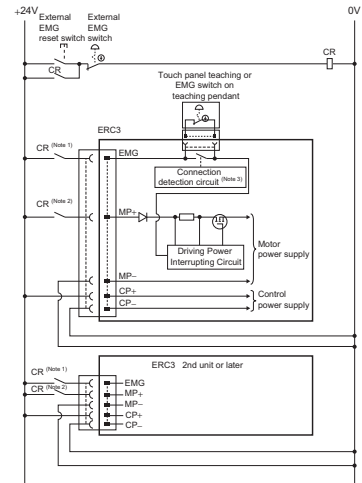 +24V
0V
External EMG reset switch
External EMG switch
CR
CR
Touch panel teaching or
EMG switch on
teaching pendant
ERC3
CR (Note 1)
EMG
Connection
detection circuit (Note 3)
CR (Note 2)
MP+
Driving Power
Interrupting Circuit
Motor
power supply
MP–
CP+
CP–
Control
power supply
ERC3 2nd unit or later
CR (Note 1)
CR (Note 2)
EMG
MP+
MP–
CP+
CP–